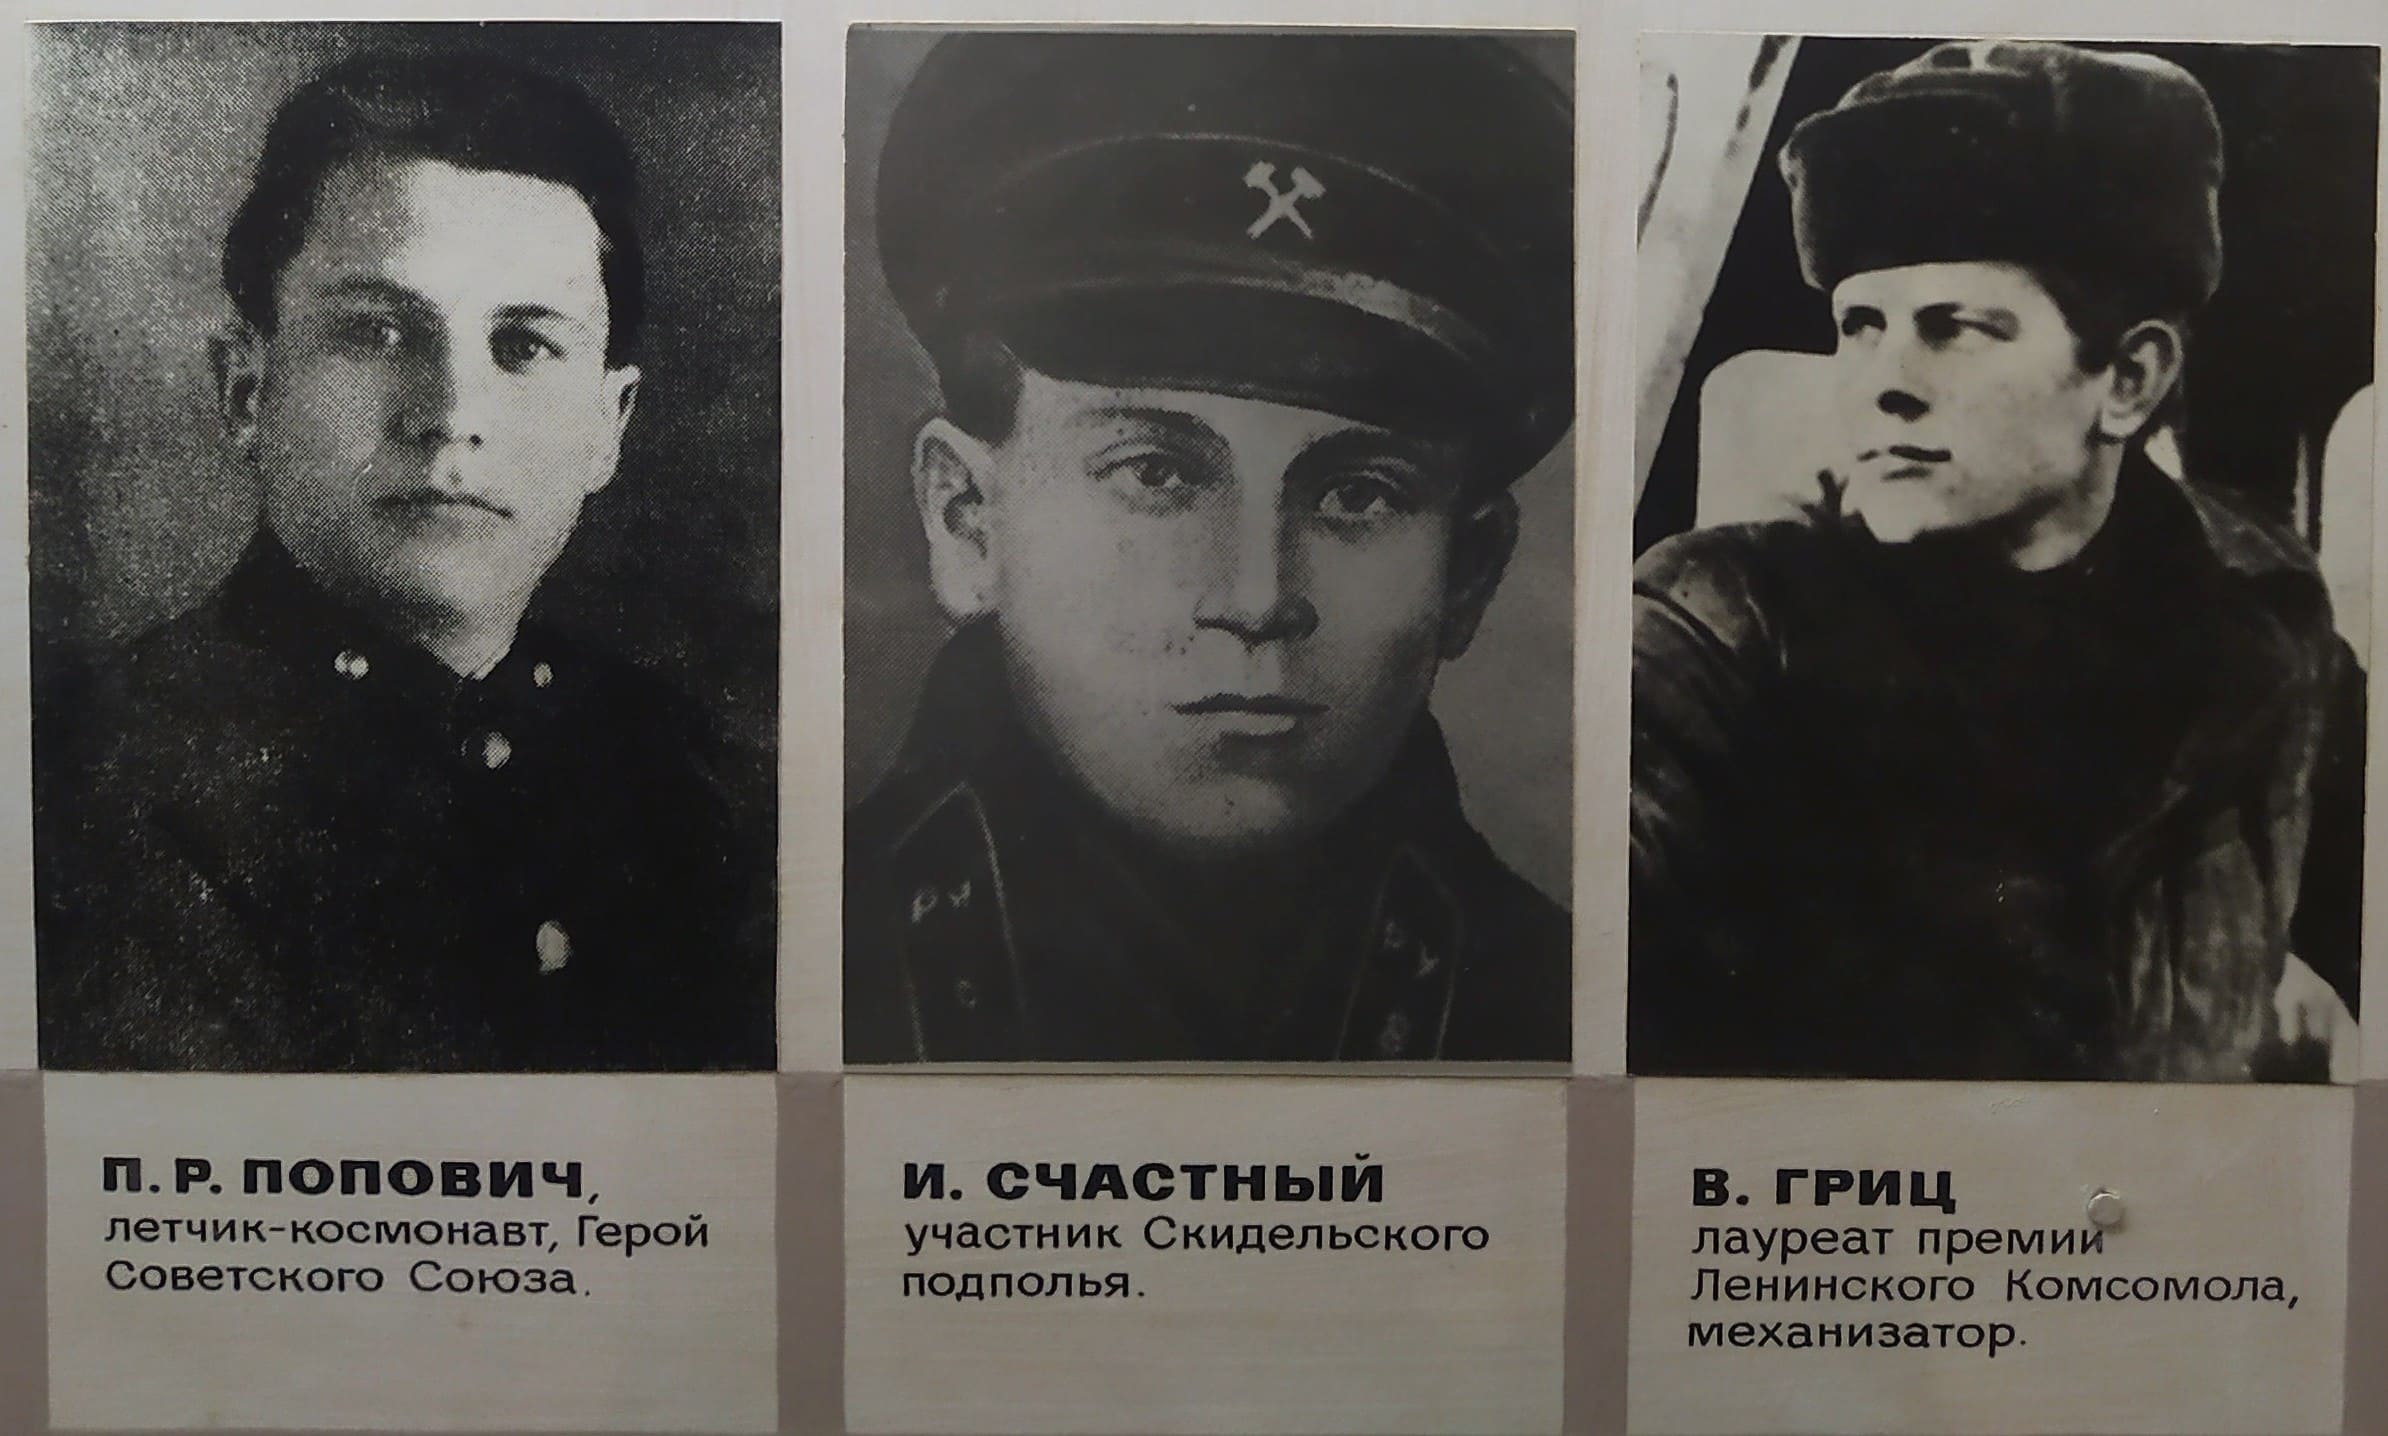 П. Р. ПОПОВИЧ,
летчик-космонавт, Герой
Советского Союза.
И. СЧАСТНЫЙ
участник Скидельского
подполья.
В. ГРИЦ
лауреат премии
Ленинского Комсомола,
механизатор.